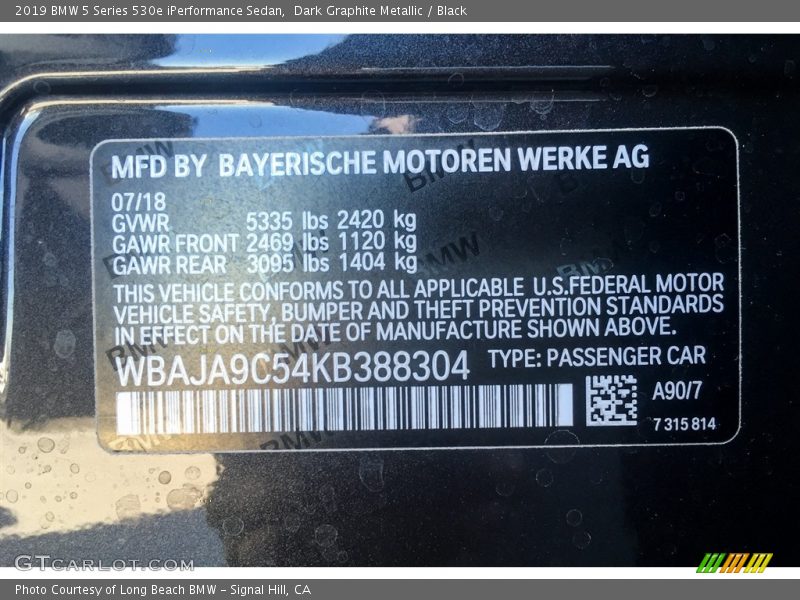 2019 BMW 5 Series 530e iPerformance Sedan, Dark Graphite Metallic / Black
MFD BY BAYERISCHE MOTOREN WERKE AG
07/18
GVWR 5335 lbs 2420 kg
GAWR FRONT 2469 lbs 1120 kg
GAWR REAR 3095 lbs 1404 kg
THIS VEHICLE CONFORMS TO ALL APPLICABLE U.S.FEDERAL MOTOR
VEHICLE SAFETY, BUMPER AND THEFT PREVENTION STANDARDS
IN EFFECT ON THE DATE OF MANUFACTURE SHOWN ABOVE.
WBAJA9C54KB388304 TYPE: PASSENGER CAR
A90/7
7 315 814
GTCARLOT.COM
Photo Courtesy of Long Beach BMW - Signal Hill, CA